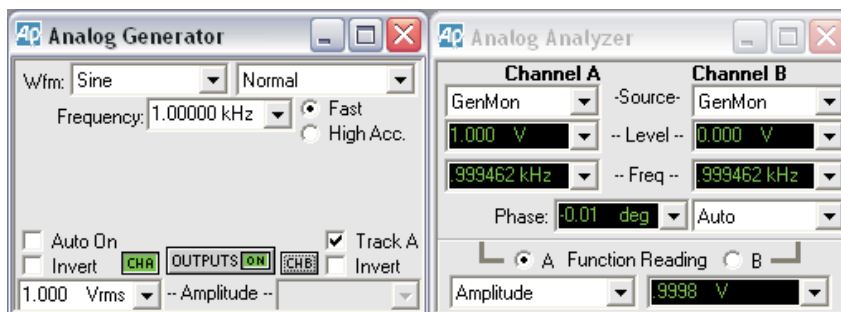 Ap Analog Generator
Wfm: Sine Normal
Frequency: 1.00000 kHz Fast
High Acc.
Auto On Track A
Invert CHA OUTPUTS ON CHB Invert
1.000 Vrms -- Amplitude --
Ap Analog Analyzer
Channel A Channel B
GenMon -Source- GenMon
1.000 V -- Level -- 0.000 V
.999462 kHz -- Freq -- .999462 kHz
Phase: -0.01 deg Auto
A Function Reading B
Amplitude .9998 V